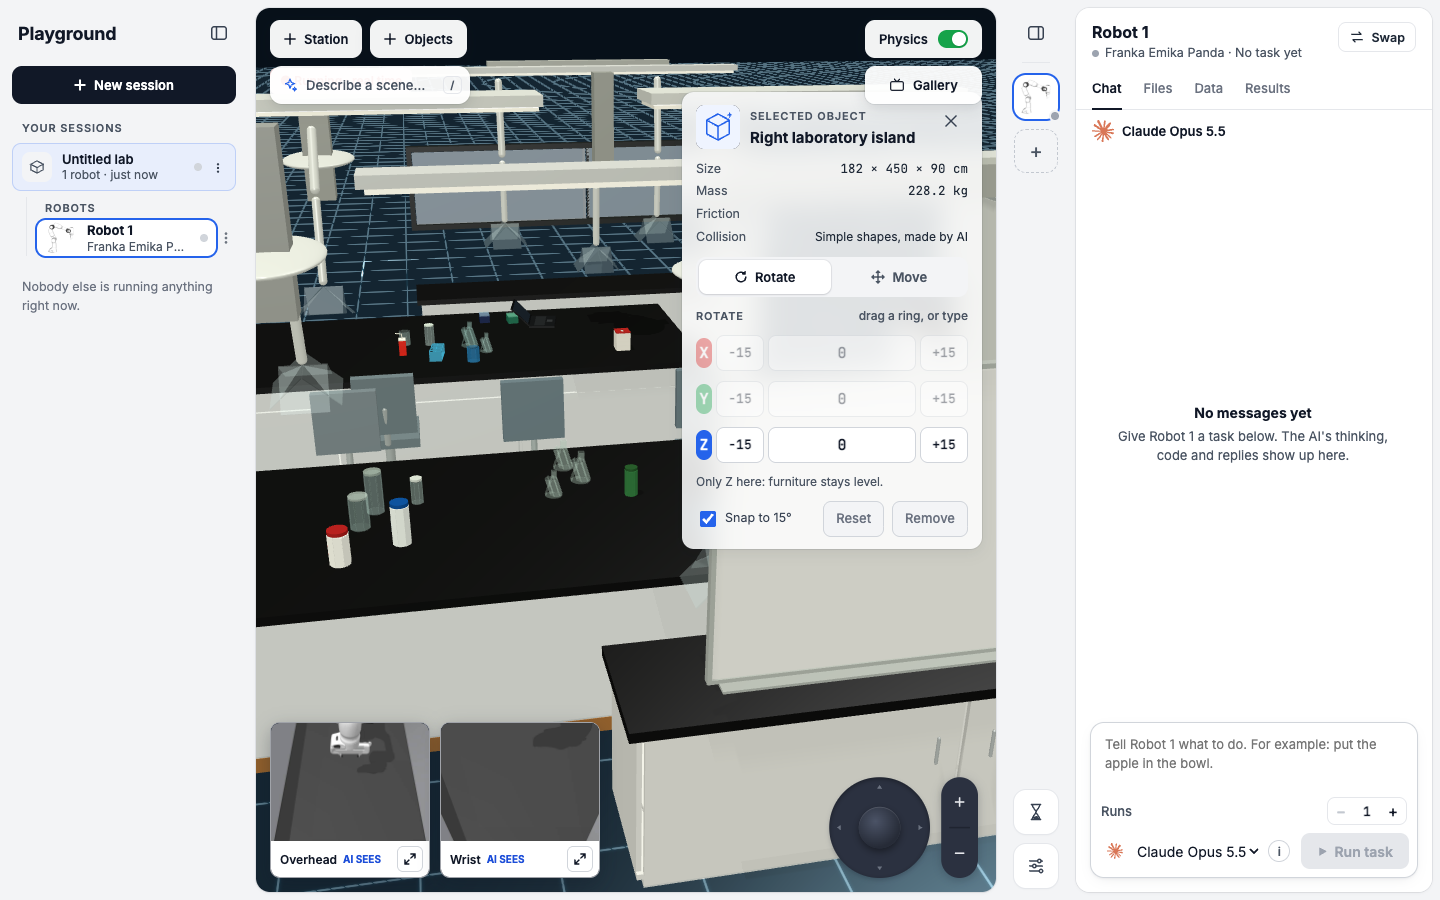 Playground
New session
YOUR SESSIONS
Untitled lab
1 robot · just now
ROBOTS
Robot 1
Franka Emika P...
Nobody else is running anything
right now.
Station
Objects
Physics
Describe a scene...
/
Gallery
SELECTED OBJECT
Right laboratory island
Size 182 × 450 × 90 cm
Mass 228.2 kg
Friction
Collision Simple shapes, made by AI
Rotate Move
ROTATE drag a ring, or type
X -15 0 +15
Y -15 0 +15
Z -15 0 +15
Only Z here: furniture stays level.
Snap to 15° Reset Remove
Overhead AI SEES
Wrist AI SEES
Robot 1
Franka Emika Panda · No task yet
Swap
Chat Files Data Results
Claude Opus 5.5
No messages yet
Give Robot 1 a task below. The AI's thinking,
code and replies show up here.
Tell Robot 1 what to do. For example: put the
apple in the bowl.
Runs − 1 +
Claude Opus 5.5 i Run task